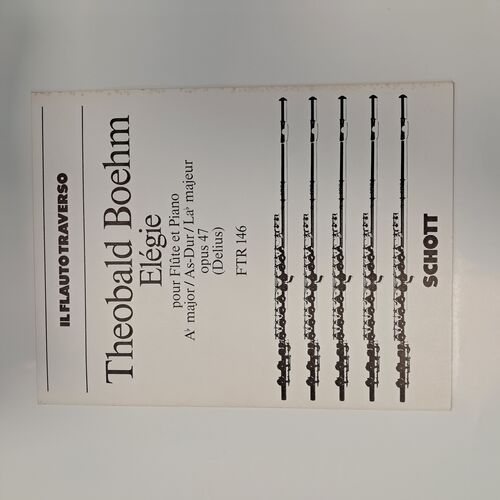 IL FLAUTO TRAVERSO
Theobald Boehm
Elégie
pour Flûte et Piano
A♭ major/As-Dur/La♭ majeur
opus 47
(Delius)
FTR 146
SCHOTT